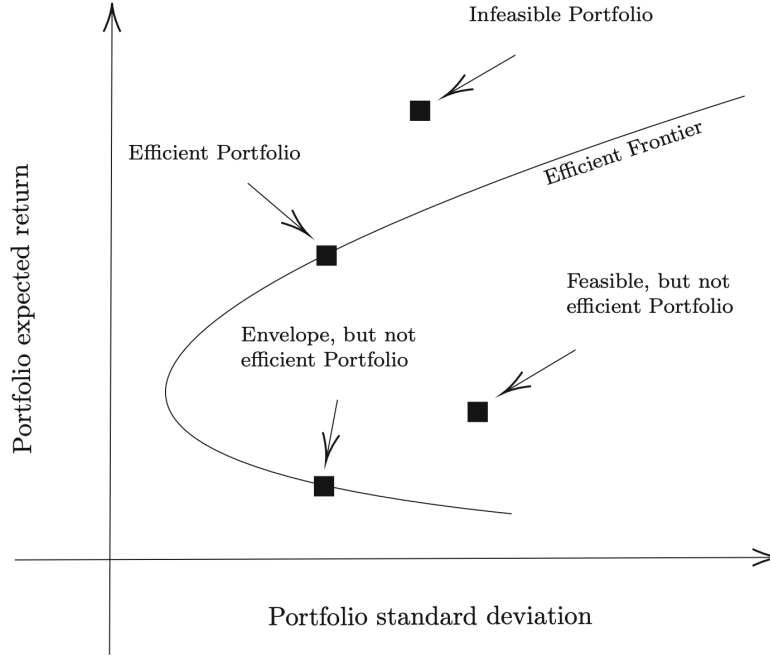 Infeasible Portfolio
Efficient Portfolio
Efficient Frontier
Portfolio expected return
Feasible, but not
efficient Portfolio
Envelope, but not
efficient Portfolio
Portfolio standard deviation